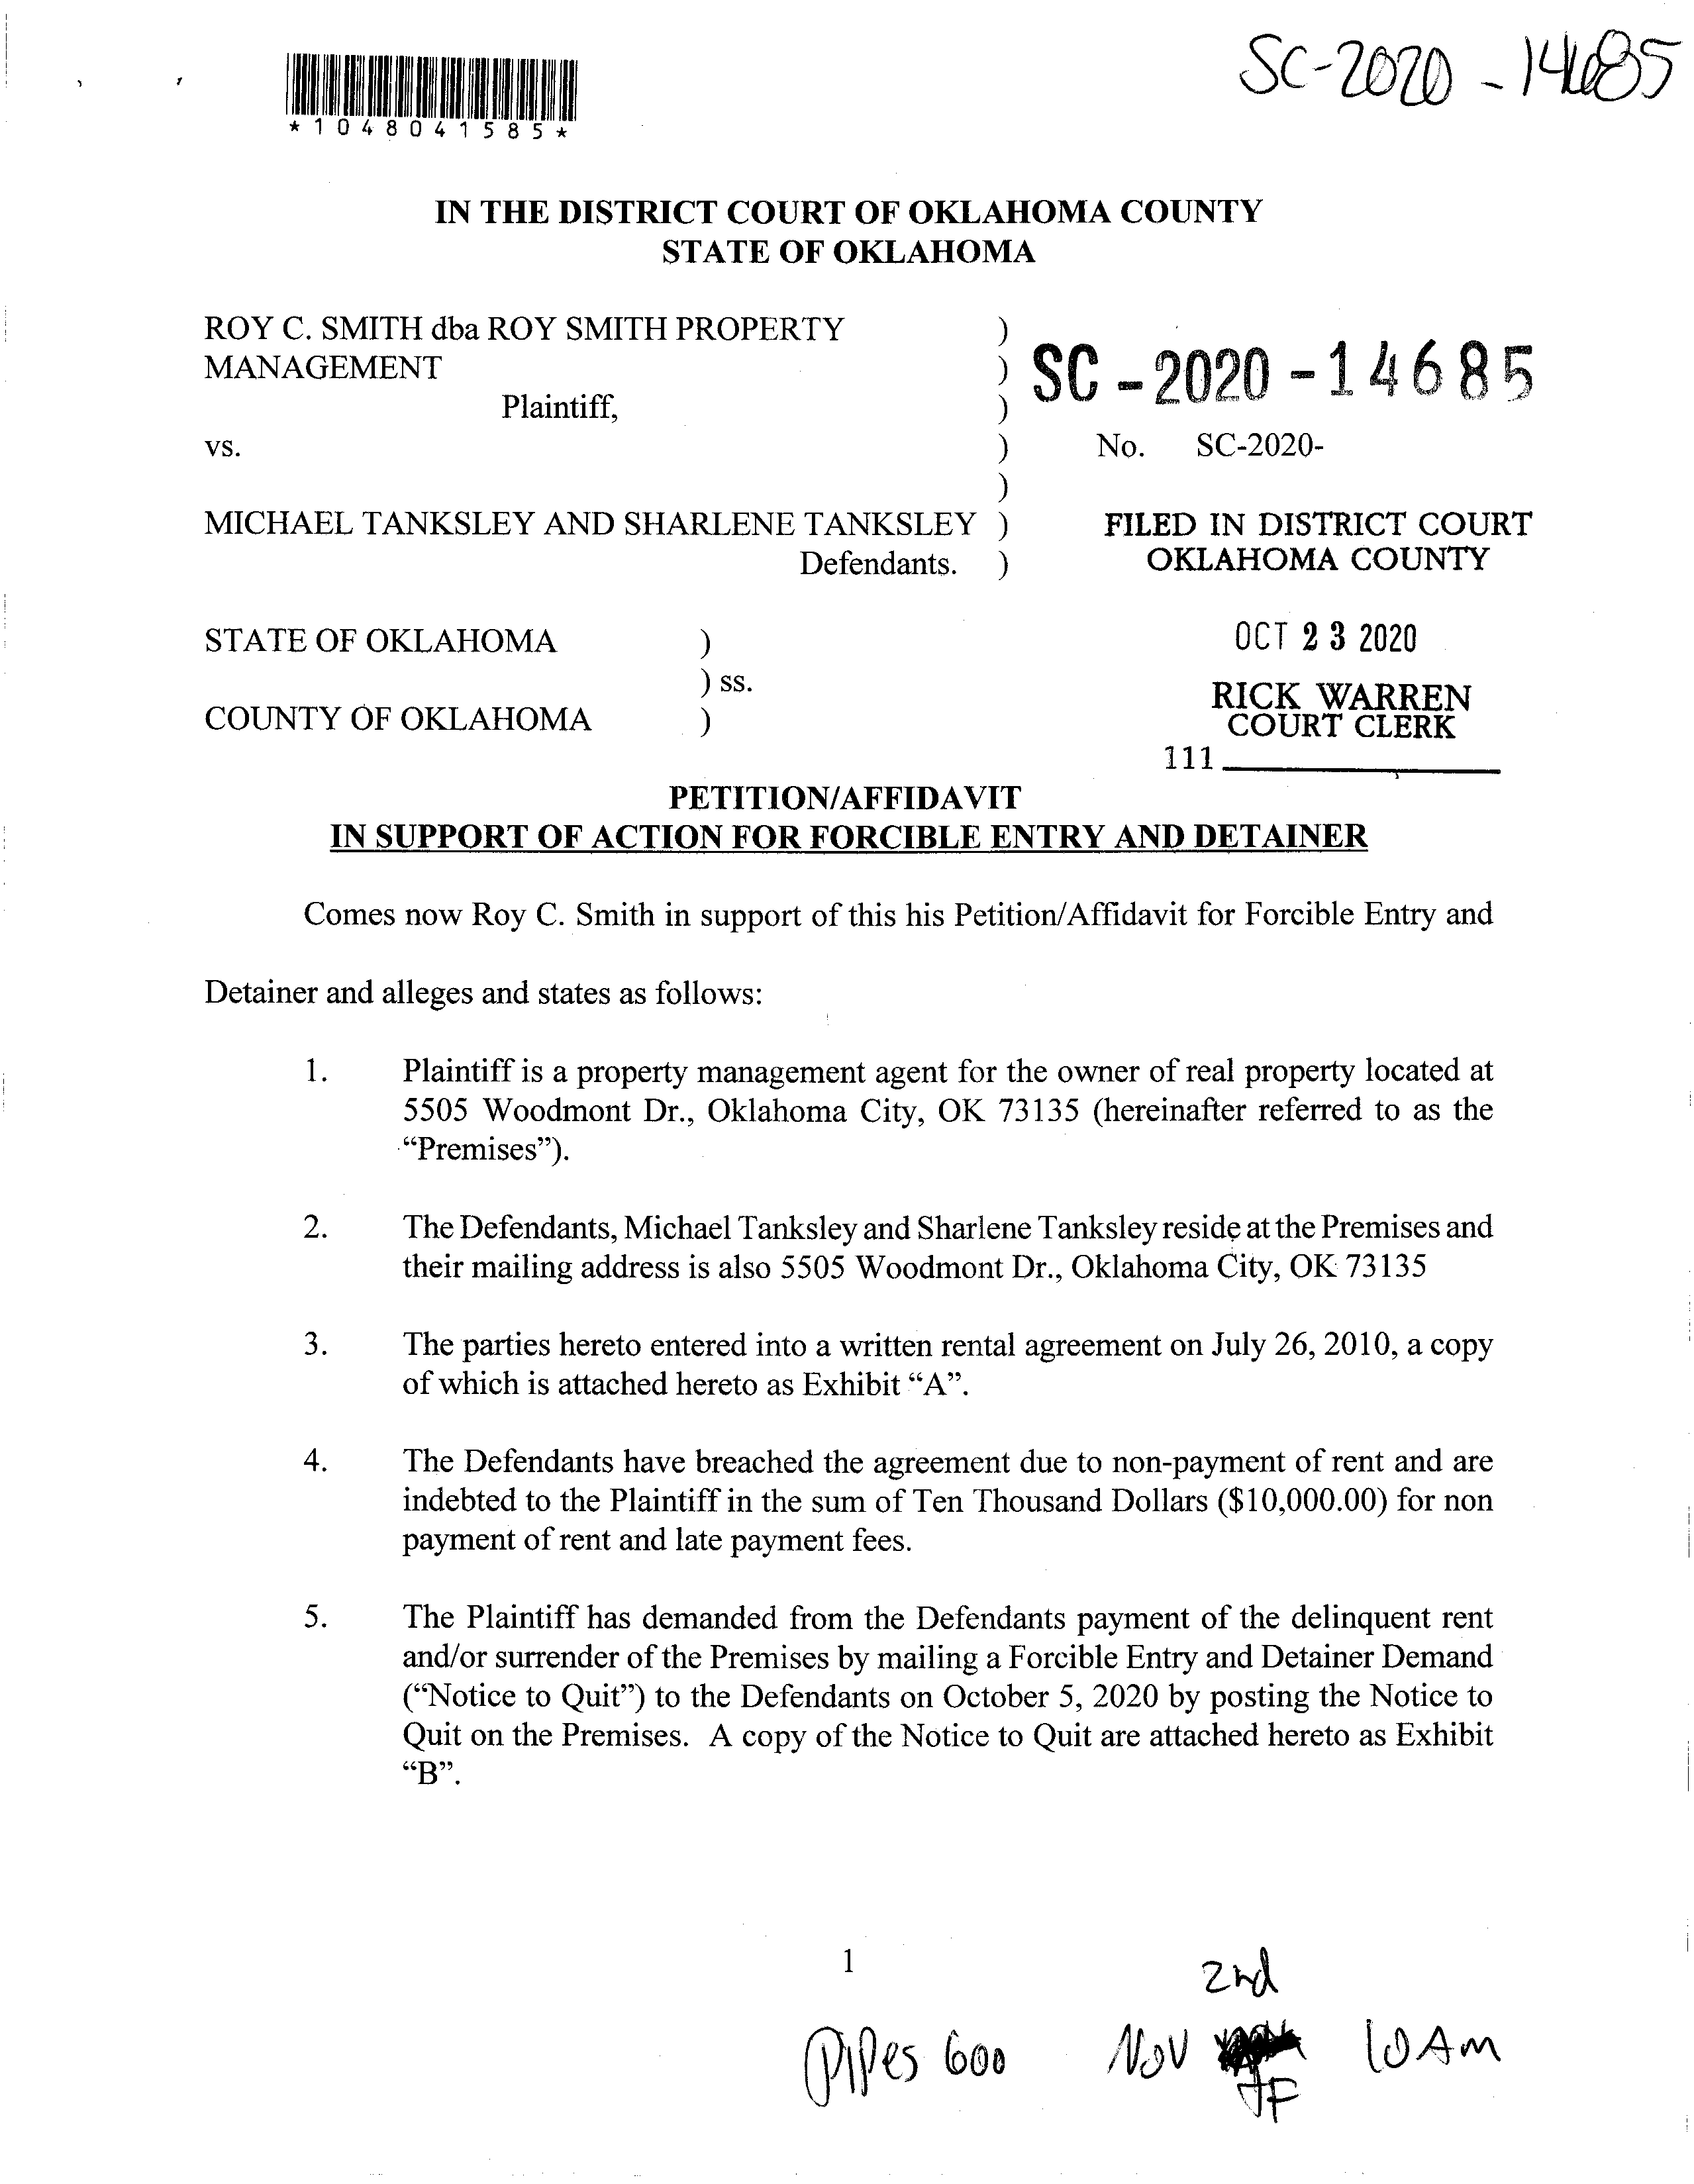 SC-2020-14685
*1048041585*
IN THE DISTRICT COURT OF OKLAHOMA COUNTY
STATE OF OKLAHOMA
ROY C. SMITH dba ROY SMITH PROPERTY )
MANAGEMENT )
Plaintiff, )
SC-2020-14685
vs. ) No. SC-2020-
)
MICHAEL TANKSLEY AND SHARLENE TANKSLEY )
Defendants. )
FILED IN DISTRICT COURT
OKLAHOMA COUNTY
OCT 23 2020
RICK WARREN
COURT CLERK
111
STATE OF OKLAHOMA )
) ss.
COUNTY OF OKLAHOMA )
PETITION/AFFIDAVIT
IN SUPPORT OF ACTION FOR FORCIBLE ENTRY AND DETAINER
Comes now Roy C. Smith in support of this his Petition/Affidavit for Forcible Entry and
Detainer and alleges and states as follows:
1. Plaintiff is a property management agent for the owner of real property located at
5505 Woodmont Dr., Oklahoma City, OK 73135 (hereinafter referred to as the
“Premises”).
2. The Defendants, Michael Tanksley and Sharlene Tanksley reside at the Premises and
their mailing address is also 5505 Woodmont Dr., Oklahoma City, OK 73135
3. The parties hereto entered into a written rental agreement on July 26, 2010, a copy
of which is attached hereto as Exhibit “A”.
4. The Defendants have breached the agreement due to non-payment of rent and are
indebted to the Plaintiff in the sum of Ten Thousand Dollars ($10,000.00) for non
payment of rent and late payment fees.
5. The Plaintiff has demanded from the Defendants payment of the delinquent rent
and/or surrender of the Premises by mailing a Forcible Entry and Detainer Demand
(“Notice to Quit”) to the Defendants on October 5, 2020 by posting the Notice to
Quit on the Premises. A copy of the Notice to Quit are attached hereto as Exhibit
“B”.
1
2nd
Pipes 600 Nov 10 AM
JF